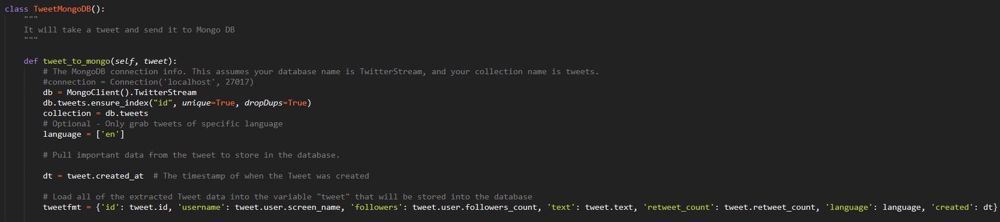 class TweetMongoDB():
"""
It will take a tweet and send it to Mongo DB
"""
def tweet_to_mongo(self, tweet):
# The MongoDB connection info. This assumes your database name is TwitterStream, and your collection name is tweets.
#connection = Connection('localhost', 27017)
db = MongoClient().TwitterStream
db.tweets.ensure_index("id", unique=True, dropDups=True)
collection = db.tweets
# Optional - Only grab tweets of specific language
language = ['en']
# Pull important data from the tweet to store in the database.
dt = tweet.created_at  # The timestamp of when the Tweet was created
# Load all of the extracted Tweet data into the variable "tweet" that will be stored into the database
tweetfmt = {'id': tweet.id, 'username': tweet.user.screen_name, 'followers': tweet.user.followers_count, 'text': tweet.text, 'retweet_count': tweet.retweet_count, 'language': language, 'created': dt}